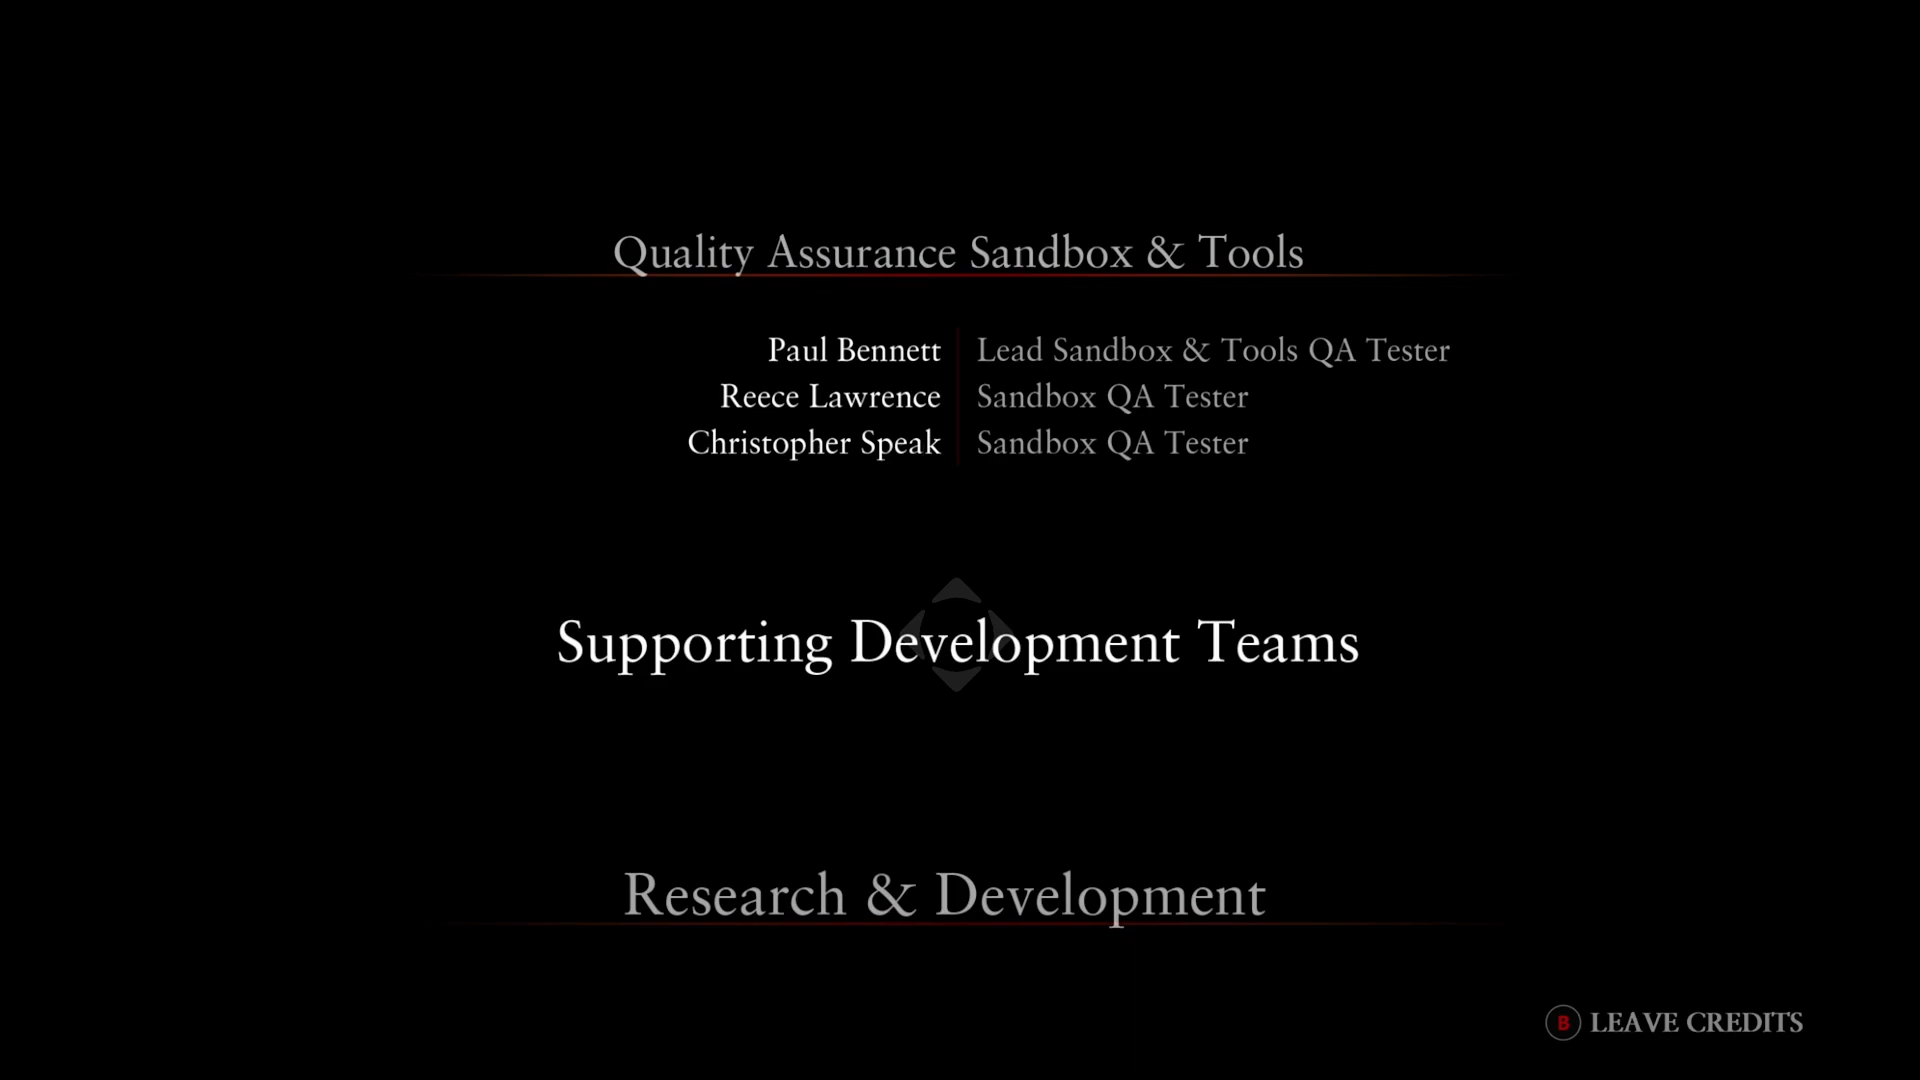 Quality Assurance Sandbox & Tools
Paul Bennett Lead Sandbox & Tools QA Tester
Reece Lawrence Sandbox QA Tester
Christopher Speak Sandbox QA Tester
Supporting Development Teams
Research & Development
B LEAVE CREDITS